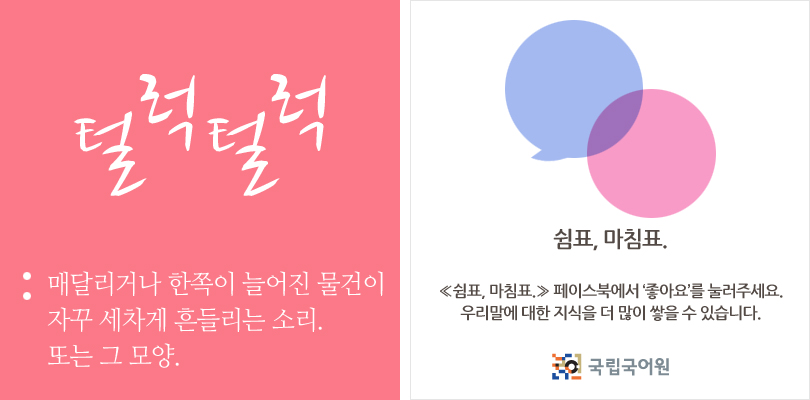 털럭털럭
: 매달리거나 한쪽이 늘어진 물건이
자꾸 세차게 흔들리는 소리.
또는 그 모양.
쉼표, 마침표.
≪쉼표, 마침표.≫ 페이스북에서 '좋아요'를 눌러주세요.
우리말에 대한 지식을 더 많이 쌓을 수 있습니다.
국립국어원